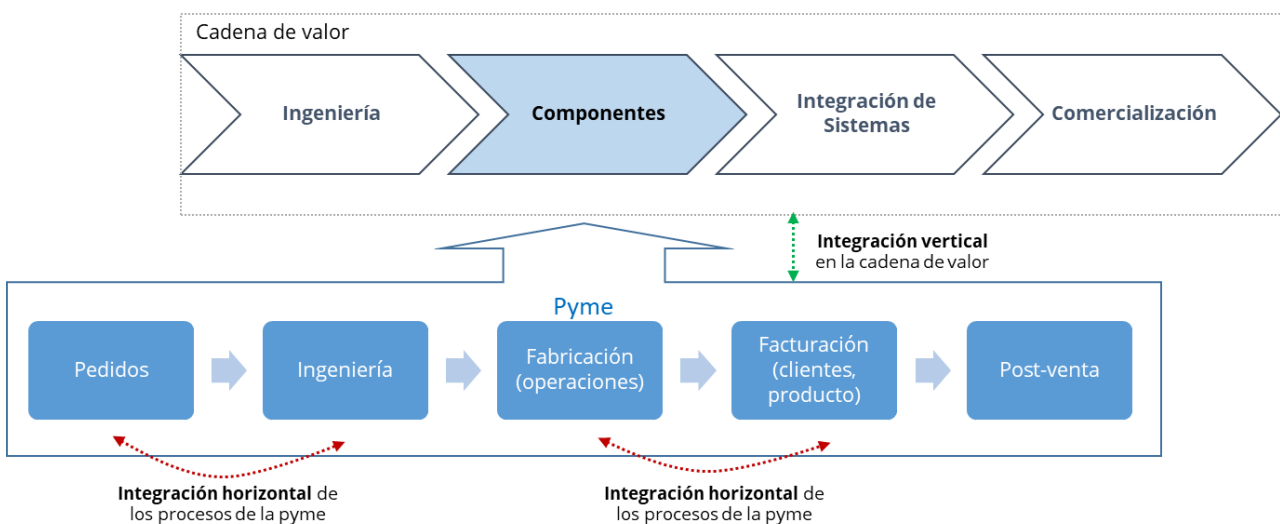 Cadena de valor
Ingeniería
Componentes
Integración de
Sistemas
Comercialización
Integración vertical
en la cadena de valor
Pyme
Pedidos
Ingeniería
Fabricación
(operaciones)
Facturación
(clientes,
producto)
Post-venta
Integración horizontal de
los procesos de la pyme
Integración horizontal de
los procesos de la pyme